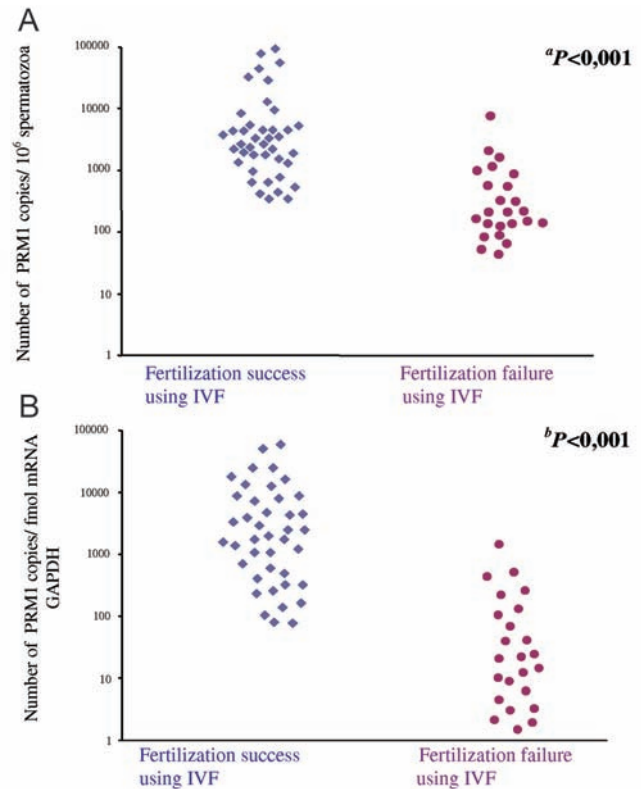 A
Number of PRM1 copies/ 10⁶ spermatozoa
100000
10000
1000
100
10
1
ᵃP<0,001
Fertilization success
using IVF
Fertilization failure
using IVF
B
Number of PRM1 copies/ fmol mRNA
GAPDH
100000
10000
1000
100
10
1
ᵇP<0,001
Fertilization success
using IVF
Fertilization failure
using IVF